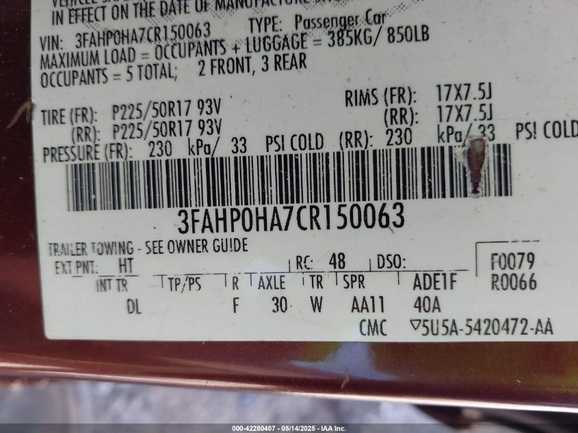 IN EFFECT ON THE DATE OF
VIN: 3FAHP0HA7CR150063 TYPE: Passenger Car
MAXIMUM LOAD = OCCUPANTS + LUGGAGE = 385KG/ 850LB
OCCUPANTS = 5 TOTAL; 2 FRONT, 3 REAR
TIRE (FR): P225/50R17 93V RIMS (FR): 17X7.5J
(RR): P225/50R17 93V (RR): 17X7.5J
PRESSURE (FR): 230 kPa/ 33 PSI COLD (RR): 230 kPa/ 33 PSI COLD
3FAHP0HA7CR150063
TRAILER TOWING - SEE OWNER GUIDE
EXT PNT: HT RC: 48 DSO: F0079
INT TR TP/PS R AXLE TR SPR ADE1F R0066
DL F 30 W AA11 40A
CMC ▽5U5A-5420472-AA
000-42280407 - 05/14/2025 - IAA Inc.